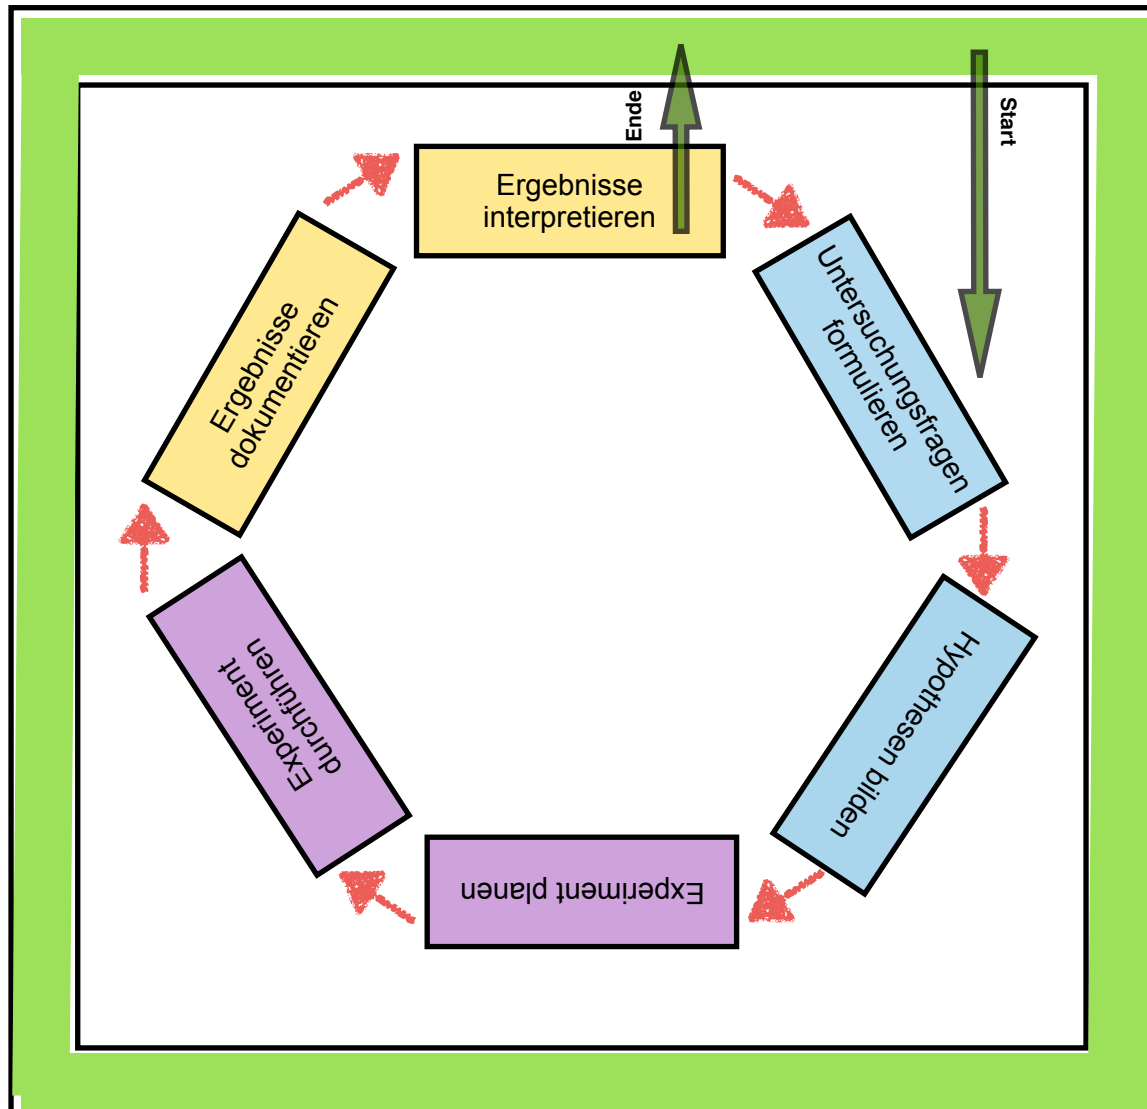 Start
Untersuchungsfragen
formulieren
Hypothesen bilden
Experiment planen
Experiment
durchführen
Ergebnisse
dokumentieren
Ergebnisse
interpretieren
Ende